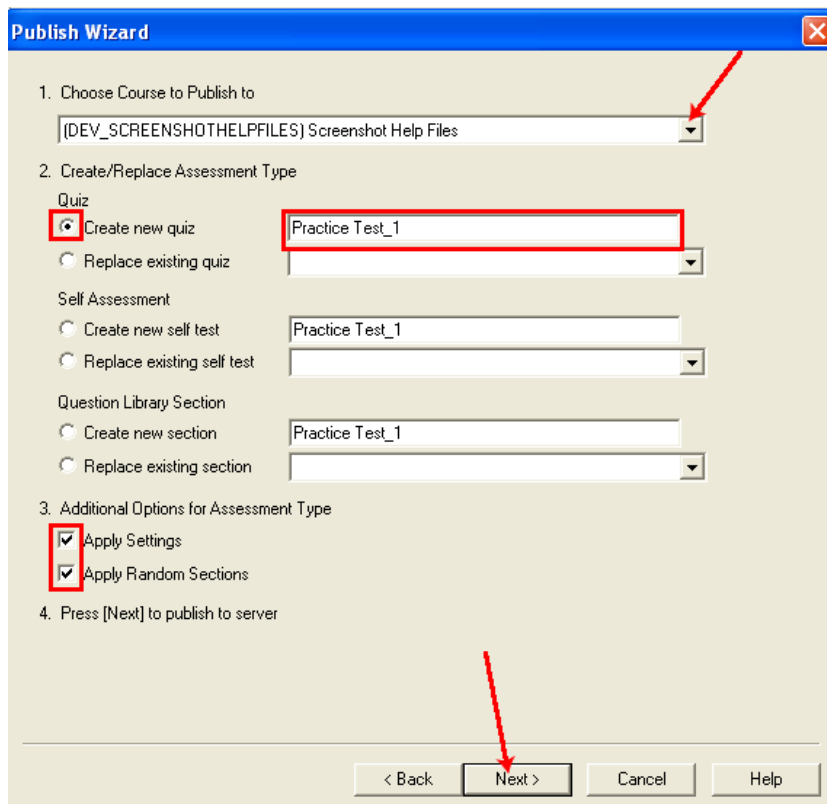 Publish Wizard
1. Choose Course to Publish to
(DEV_SCREENSHOTHELPFILES) Screenshot Help Files
2. Create/Replace Assessment Type
Quiz
Create new quiz Practice Test_1
Replace existing quiz
Self Assessment
Create new self test Practice Test_1
Replace existing self test
Question Library Section
Create new section Practice Test_1
Replace existing section
3. Additional Options for Assessment Type
Apply Settings
Apply Random Sections
4. Press [Next] to publish to server
< Back Next > Cancel Help